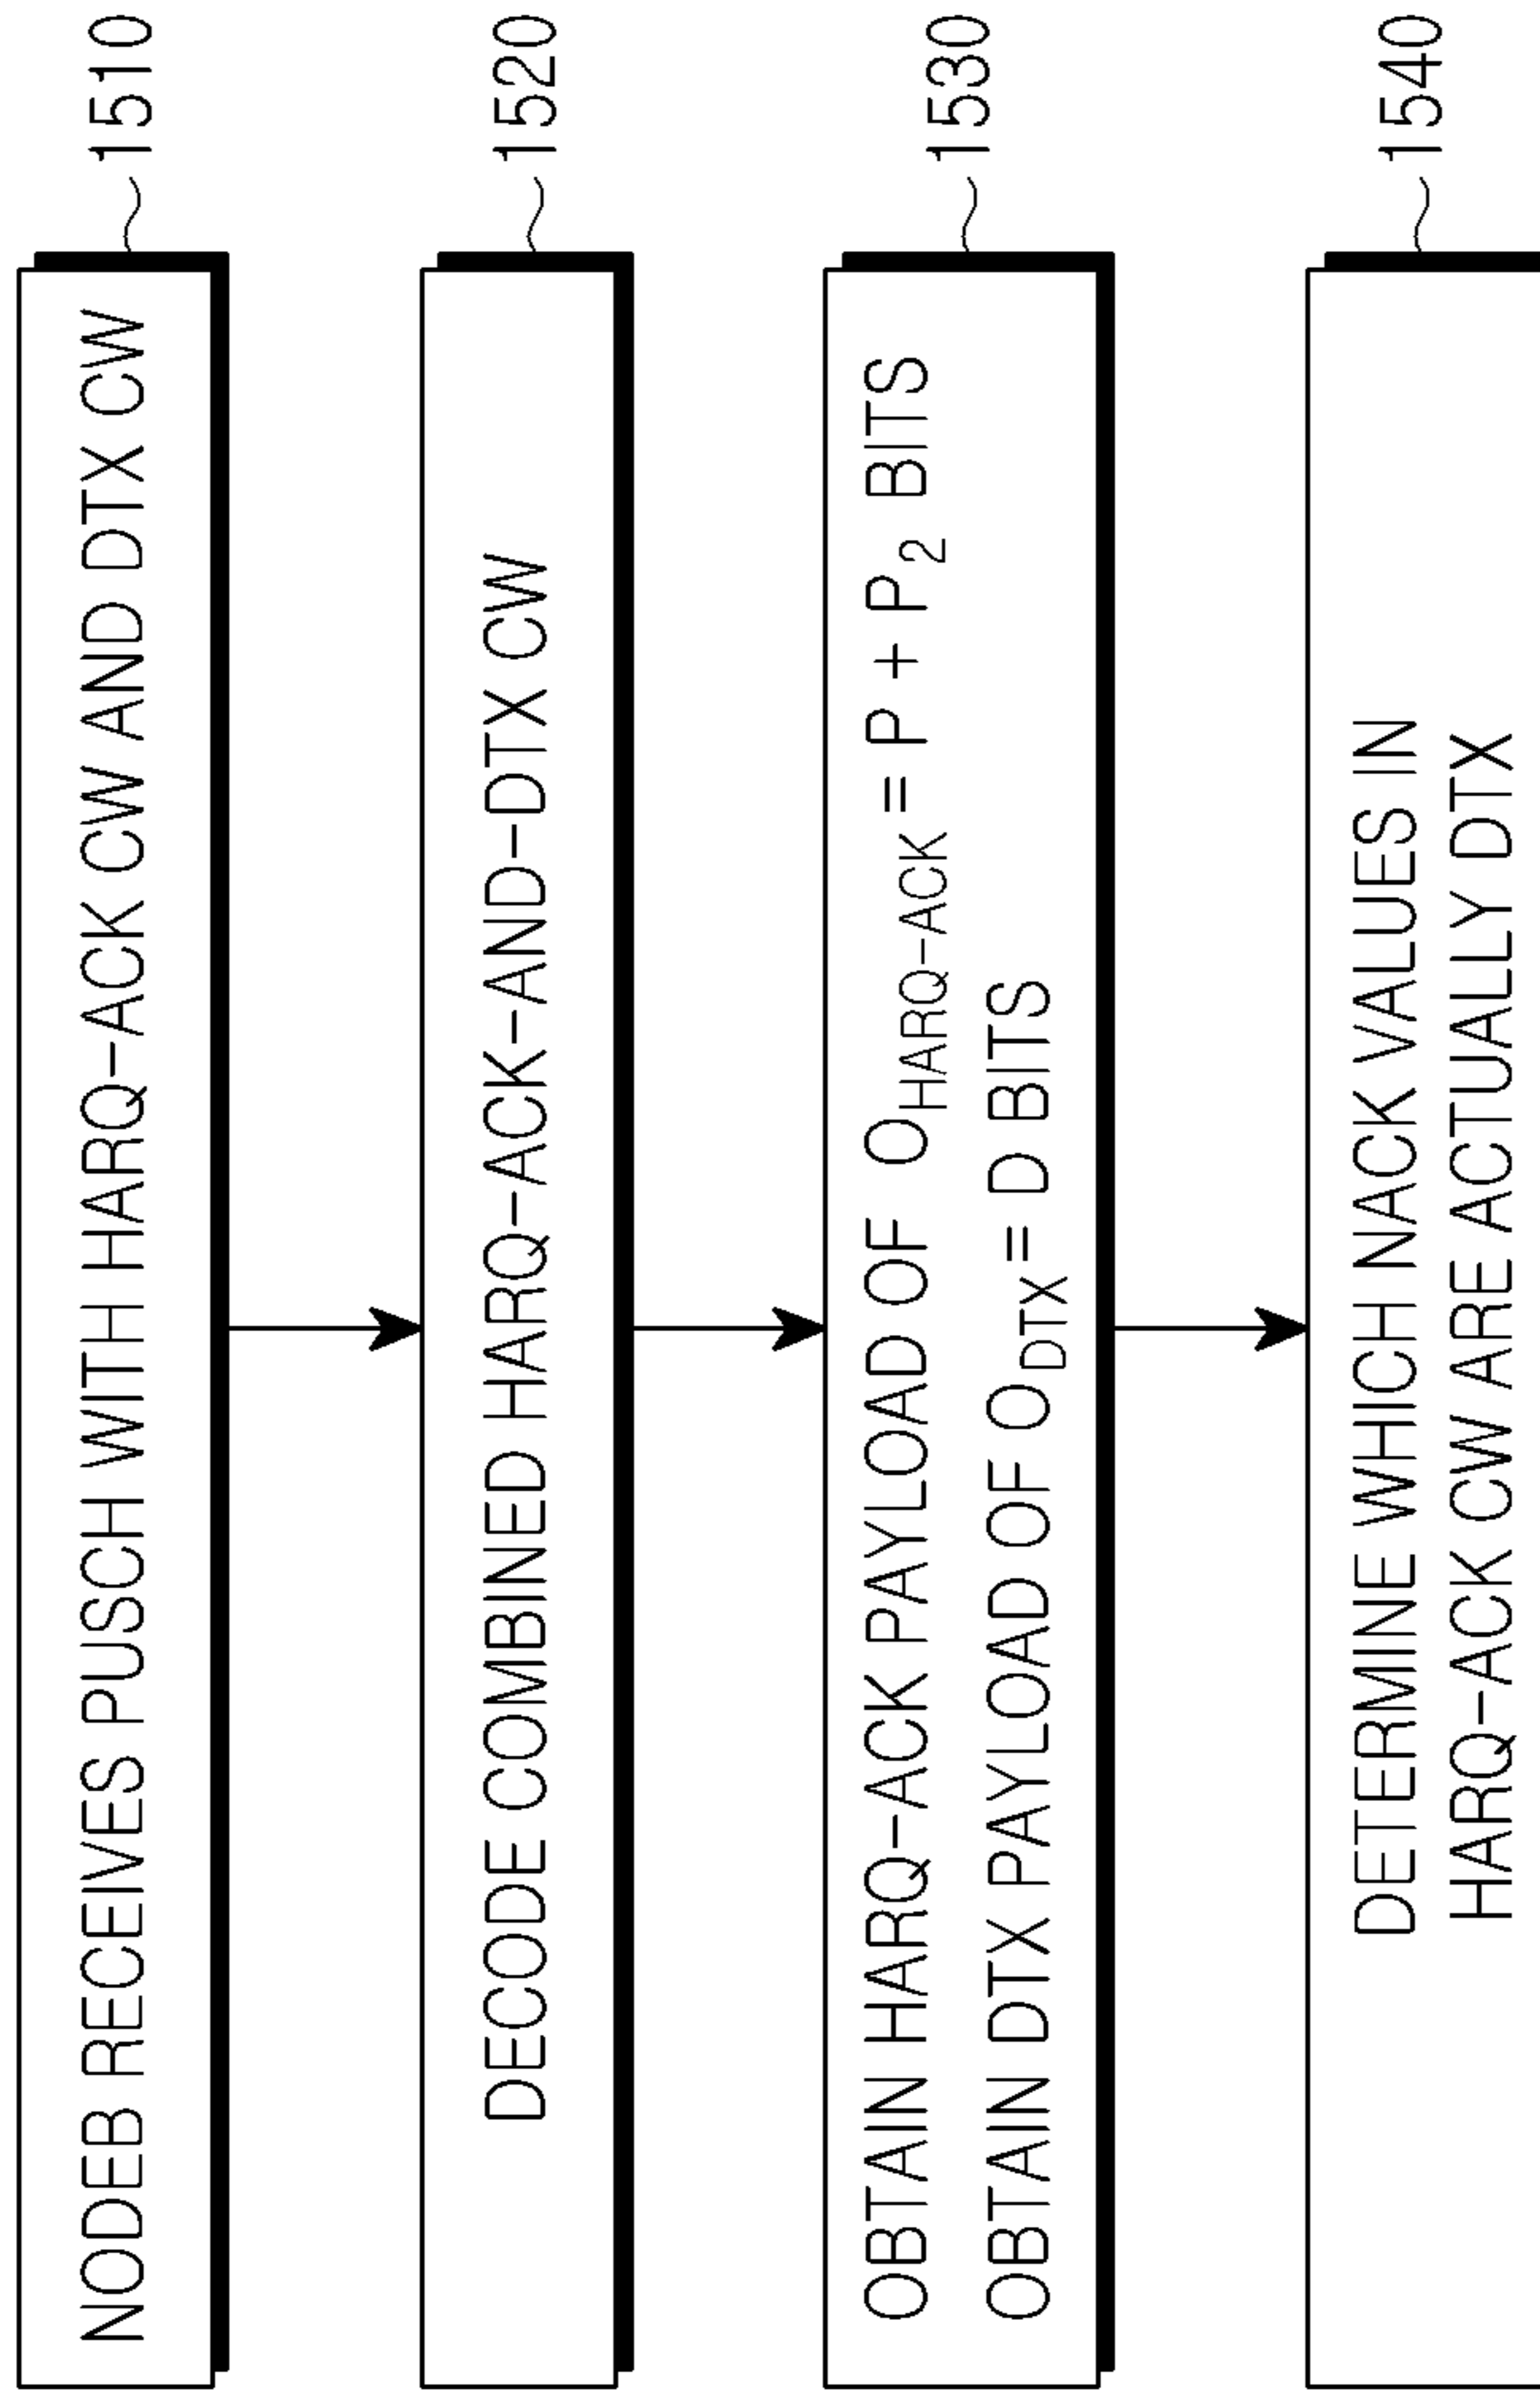 NODEB RECEIVES PUSCH WITH HARQ-ACK CW AND DTX CW
1510
DECODE COMBINED HARQ-ACK-AND-DTX CW
1520
OBTAIN HARQ-ACK PAYLOAD OF O_HARQ-ACK = P + P_2 BITS
OBTAIN DTX PAYLOAD OF O_DTX = D BITS
1530
DETERMINE WHICH NACK VALUES IN
HARQ-ACK CW ARE ACTUALLY DTX
1540